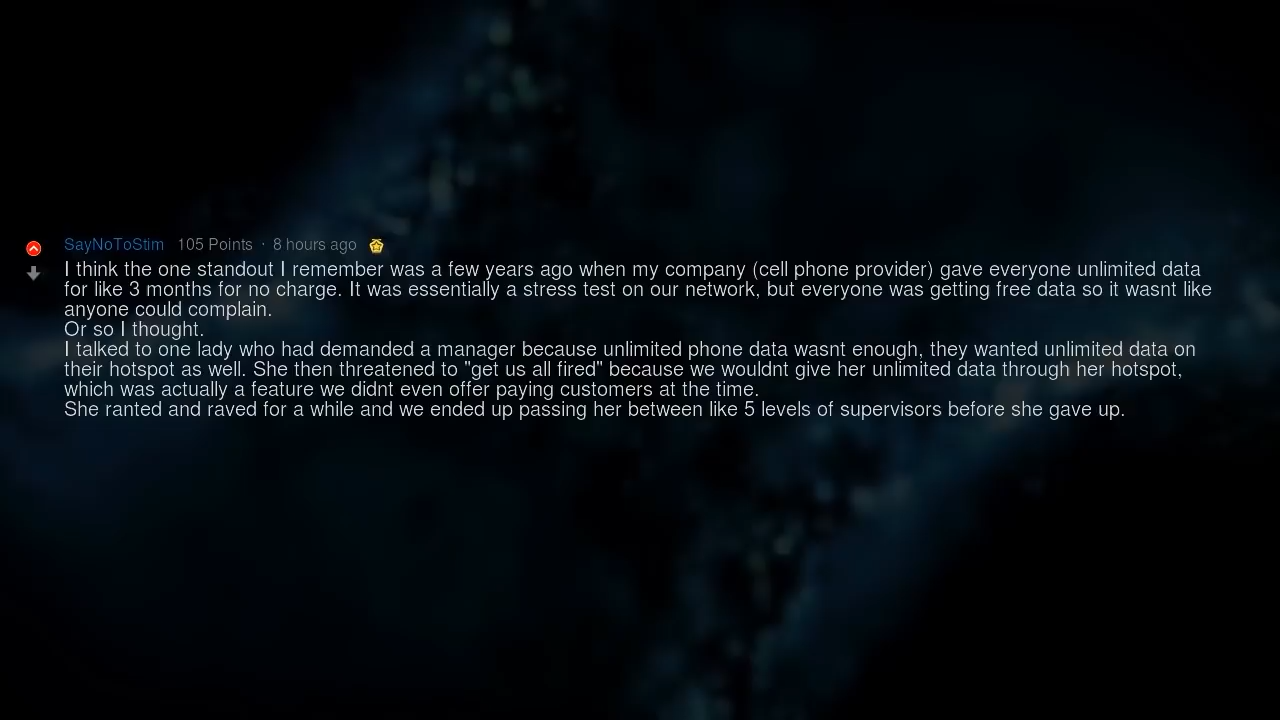 SayNoToStim 105 Points · 8 hours ago
I think the one standout I remember was a few years ago when my company (cell phone provider) gave everyone unlimited data
for like 3 months for no charge. It was essentially a stress test on our network, but everyone was getting free data so it wasnt like
anyone could complain.
Or so I thought.
I talked to one lady who had demanded a manager because unlimited phone data wasnt enough, they wanted unlimited data on
their hotspot as well. She then threatened to "get us all fired" because we wouldnt give her unlimited data through her hotspot,
which was actually a feature we didnt even offer paying customers at the time.
She ranted and raved for a while and we ended up passing her between like 5 levels of supervisors before she gave up.